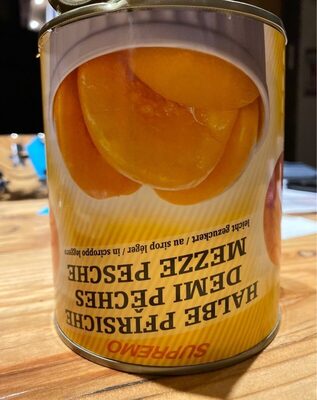 SUPREMO
HALBE PFIRSICHE
DEMI PÊCHES
MEZZE PESCHE
leicht gezuckert / au sirop léger / in sciroppo leggero